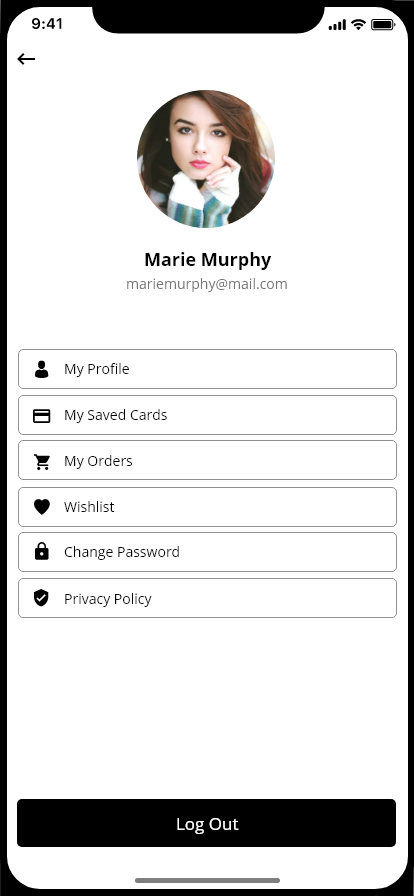 9:41
Marie Murphy
mariemurphy@mail.com
My Profile
My Saved Cards
My Orders
Wishlist
Change Password
Privacy Policy
Log Out